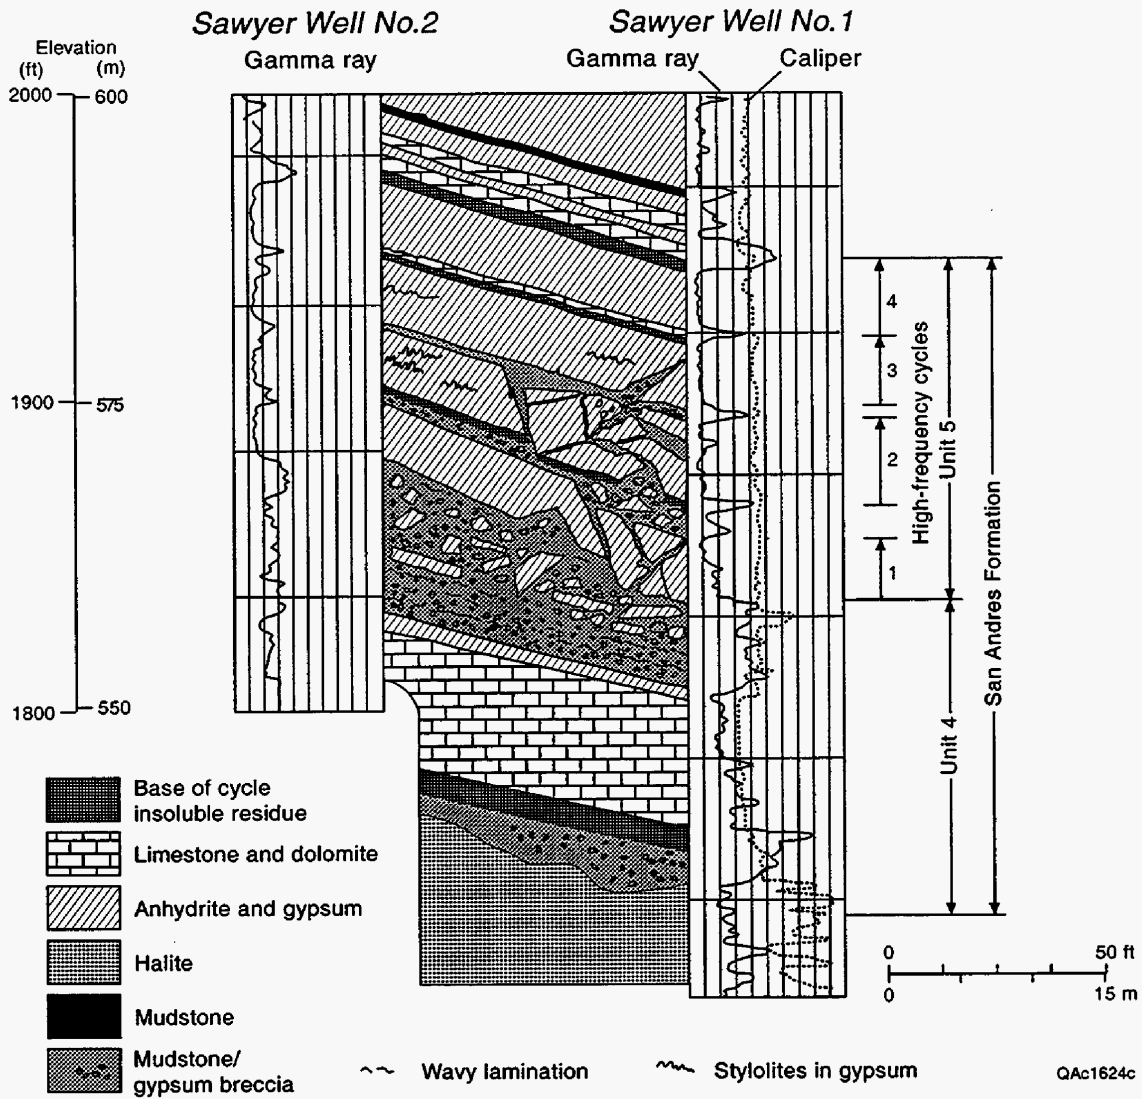 Sawyer Well No.2
Sawyer Well No.1
Elevation
(ft) (m)
Gamma ray
Gamma ray
Caliper
2000
600
1900
575
1800
550
4
3
2
1
High-frequency cycles
Unit 5
Unit 4
San Andres Formation
Base of cycle
insoluble residue
Limestone and dolomite
Anhydrite and gypsum
Halite
Mudstone
Mudstone/
gypsum breccia
Wavy lamination
Stylolites in gypsum
0 50 ft
0 15 m
QAc1624c